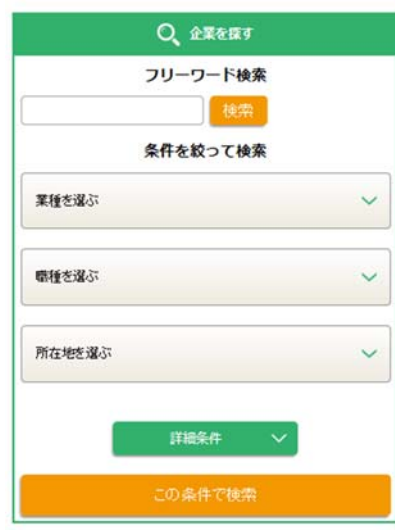 企業を探す
フリーワード検索
検索
条件を絞って検索
業種を選ぶ
職種を選ぶ
所在地を選ぶ
詳細条件
この条件で検索